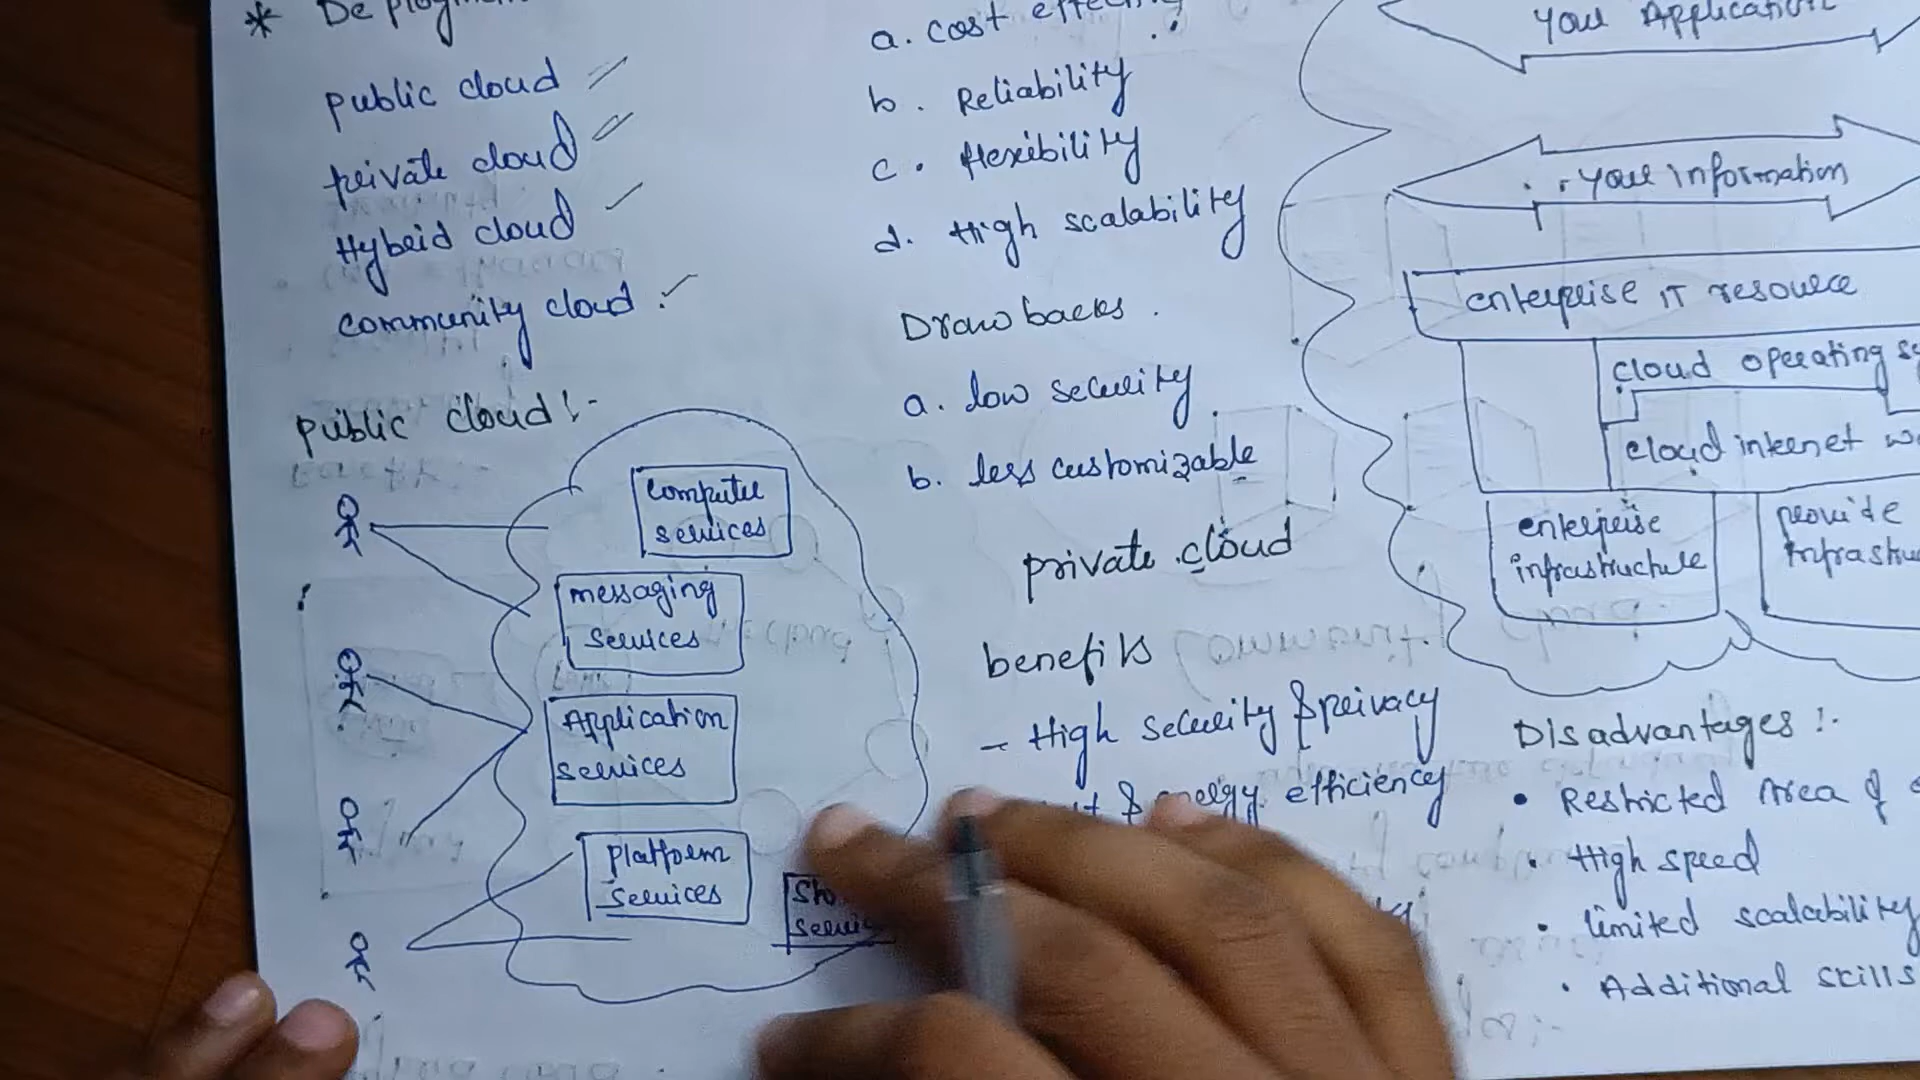 * Deployment
public cloud
private cloud
Hybrid cloud
community cloud.
public cloud :-
computer
services
messaging
services
Application
services
platform
services
a. cost
b. Reliability
c. flexibility
d. High scalability
Drawbacks.
a. low security
b. less customizable
private cloud
benefits
- High security & privacy
& energy efficiency
Your Application
Your information
enterprise IT resource
cloud operating
cloud internet
enterprise
infrastructure
provide
Disadvantages :-
• Restricted Area of
• High speed
• limited scalability
• Additional skills